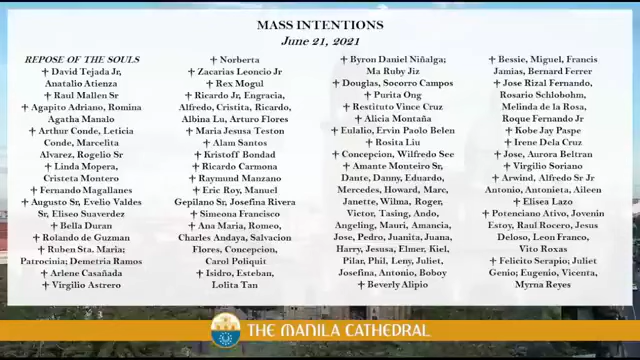 MASS INTENTIONS
June 21, 2021
REPOSE OF THE SOULS
✝ David Tejada Jr,
Anatalio Atienza
✝ Raul Mallen Sr
✝ Agapito Adriano, Romina
Agatha Manalo
✝ Arthur Conde, Leticia
Conde, Marcelita
Alvarez, Rogelio Sr
✝ Linda Mopera,
Cristeta Montero
✝ Fernando Magallanes
✝ Augusto Sr, Evelio Valdes
Sr, Eliseo Suaverdez
✝ Bella Duran
✝ Rolando de Guzman
✝ Ruben Sta. Maria;
Patrocinia; Demetria Ramos
✝ Arlene Casañada
✝ Virgilio Astrero
✝ Norberta
✝ Zacarias Leoncio Jr
✝ Rex Mogul
✝ Ricardo Jr, Engracia,
Alfredo, Cristita, Ricardo,
Albina Lu, Arturo Flores
✝ Maria Jesusa Teston
✝ Alam Santos
✝ Kristoff Bondad
✝ Ricardo Carmona
✝ Raymund Manzano
✝ Eric Roy, Manuel
Gepilano Sr, Josefina Rivera
✝ Simeona Francisco
✝ Ana Maria, Romeo,
Charles Andaya, Salvacion
Flores, Concepcion,
Carol Poliquit
✝ Isidro, Esteban,
Lolita Tan
✝ Byron Daniel Niñalga;
Ma Ruby Jiz
✝ Douglas, Socorro Campos
✝ Purita Ong
✝ Restituto Vince Cruz
✝ Alicia Montaña
✝ Eulalio, Ervin Paolo Belen
✝ Rosita Liu
✝ Concepcion, Wilfredo See
✝ Amante Monteiro Sr,
Dante, Danny, Eduardo,
Mercedes, Howard, Marc,
Janette, Wilma, Roger,
Victor, Tasing, Ando,
Angeling, Mauri, Amancia,
Jose, Pedro, Juanita, Juana,
Harry, Jesusa, Elmer, Kiel,
Pilar, Phil, Leny, Juliet,
Josefina, Antonio, Boboy
✝ Beverly Alipio
✝ Bessie, Miguel, Francis
Jamias, Bernard Ferrer
✝ Jose Rizal Fernando,
Rosario Schlobohm,
Melinda de la Rosa,
Roque Fernando Jr
✝ Kobe Jay Paspe
✝ Irene Dela Cruz
✝ Jose, Aurora Beltran
✝ Virgilio Soriano
✝ Arwind, Alfredo Sr Jr
Antonio, Antonieta, Aileen
✝ Elisea Lazo
✝ Potenciano Ativo, Jovenin
Estoy, Raul Rocero, Jesus
Deloso, Leon Franco,
Vito Roxas
✝ Felicito Serapio; Juliet
Genio; Eugenio, Vicenta,
Myrna Reyes
THE MANILA CATHEDRAL